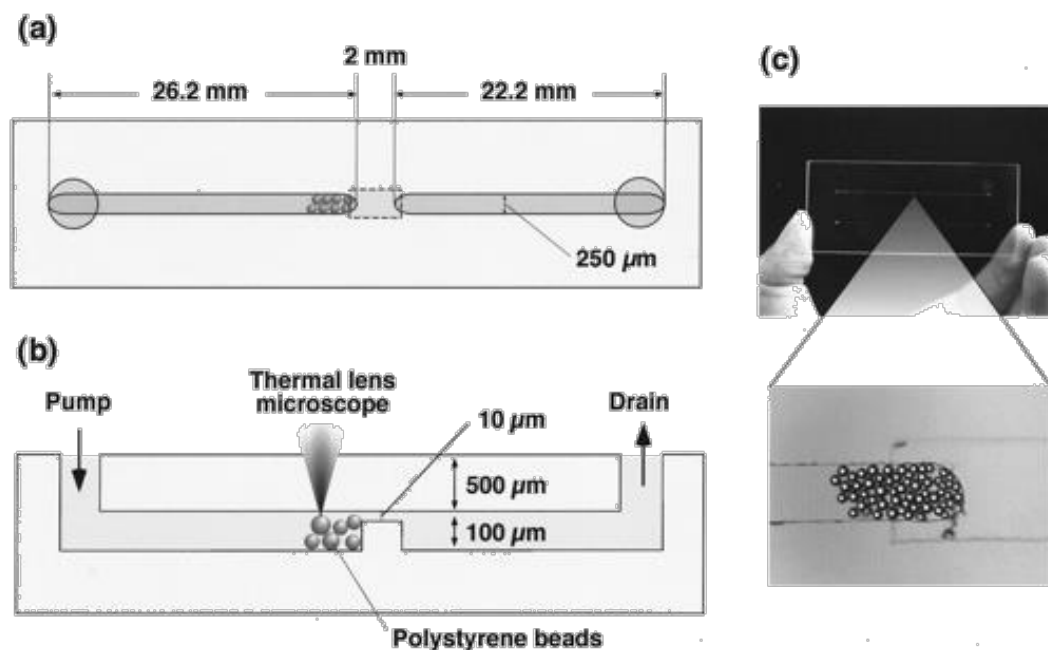 (a)
2 mm
26.2 mm
22.2 mm
250 µm
(b)
Pump
Thermal lens
microscope
10 µm
Drain
500 µm
100 µm
Polystyrene beads
(c)